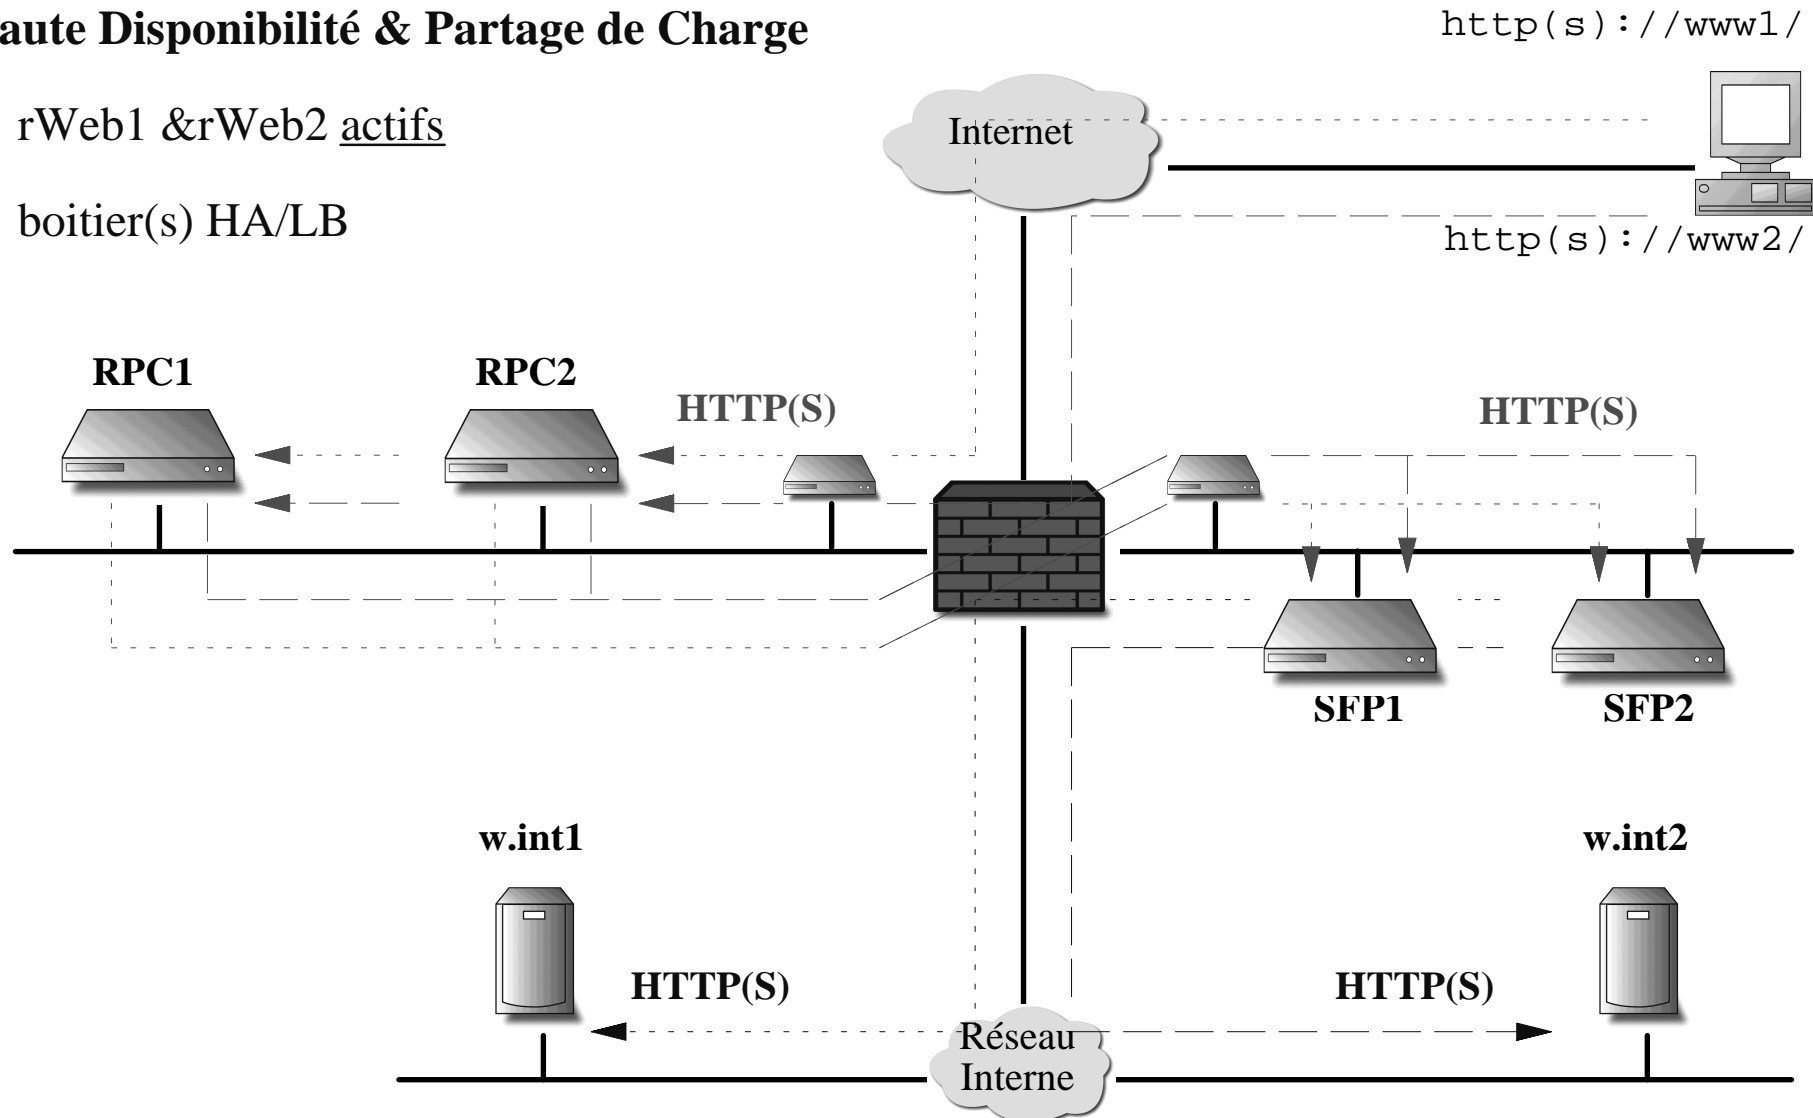 aute Disponibilité & Partage de Charge
http(s)://www1/
rWeb1 &rWeb2 actifs
Internet
boitier(s) HA/LB
http(s)://www2/
RPC1
RPC2
HTTP(S)
HTTP(S)
SFP1
SFP2
w.int1
w.int2
HTTP(S)
HTTP(S)
Réseau
Interne